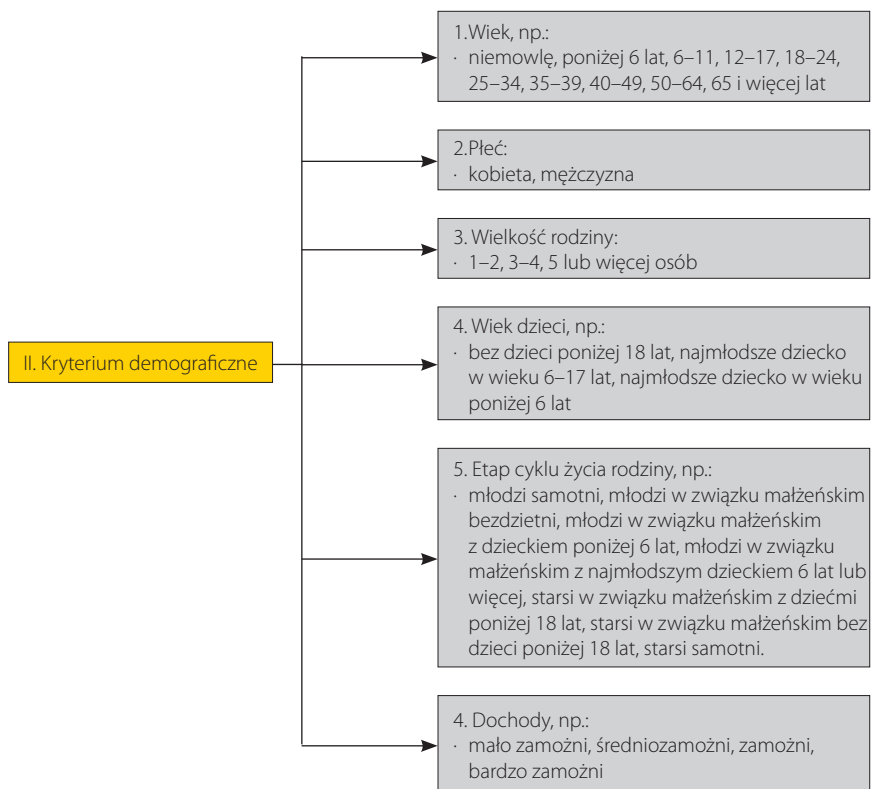 1.Wiek, np.:
· niemowlę, poniżej 6 lat, 6–11, 12–17, 18–24,
25–34, 35–39, 40–49, 50–64, 65 i więcej lat
2.Płeć:
· kobieta, mężczyzna
3. Wielkość rodziny:
· 1–2, 3–4, 5 lub więcej osób
II. Kryterium demograficzne
4. Wiek dzieci, np.:
· bez dzieci poniżej 18 lat, najmłodsze dziecko
w wieku 6–17 lat, najmłodsze dziecko w wieku
poniżej 6 lat
5. Etap cyklu życia rodziny, np.:
· młodzi samotni, młodzi w związku małżeńskim
bezdzietni, młodzi w związku małżeńskim
z dzieckiem poniżej 6 lat, młodzi w związku
małżeńskim z najmłodszym dzieckiem 6 lat lub
więcej, starsi w związku małżeńskim z dziećmi
poniżej 18 lat, starsi w związku małżeńskim bez
dzieci poniżej 18 lat, starsi samotni.
4. Dochody, np.:
· mało zamożni, średniozamożni, zamożni,
bardzo zamożni